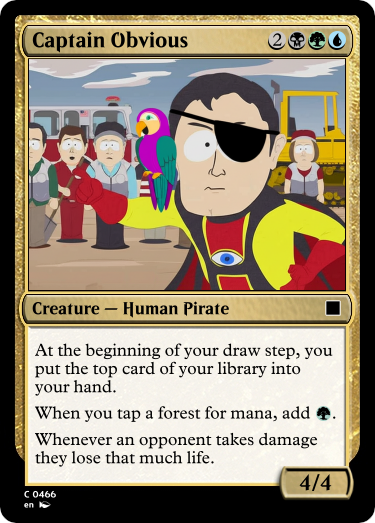 Captain Obvious 2
Creature — Human Pirate
At the beginning of your draw step, you
put the top card of your library into
your hand.
When you tap a forest for mana, add .
Whenever an opponent takes damage
they lose that much life.
4/4
C 0466
en